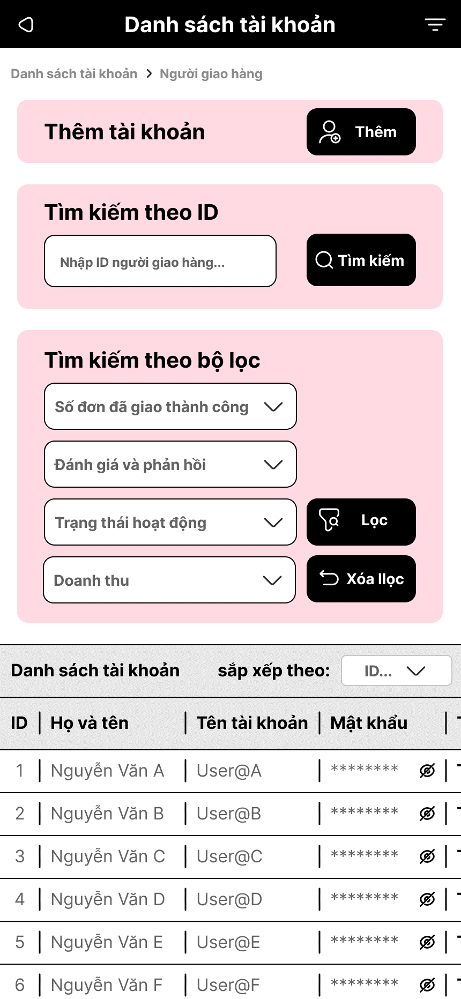 Danh sách tài khoản
Danh sách tài khoản > Người giao hàng
Thêm tài khoản
Thêm
Tìm kiếm theo ID
Nhập ID người giao hàng...
Tìm kiếm
Tìm kiếm theo bộ lọc
Số đơn đã giao thành công
Đánh giá và phản hồi
Trạng thái hoạt động
Lọc
Doanh thu
Xóa llọc
Danh sách tài khoản sắp xếp theo: ID...
ID Họ và tên Tên tài khoản Mật khẩu
1 Nguyễn Văn A User@A ********
2 Nguyễn Văn B User@B ********
3 Nguyễn Văn C User@C ********
4 Nguyễn Văn D User@D ********
5 Nguyễn Văn E User@E ********
6 Nguyễn Văn F User@F ********